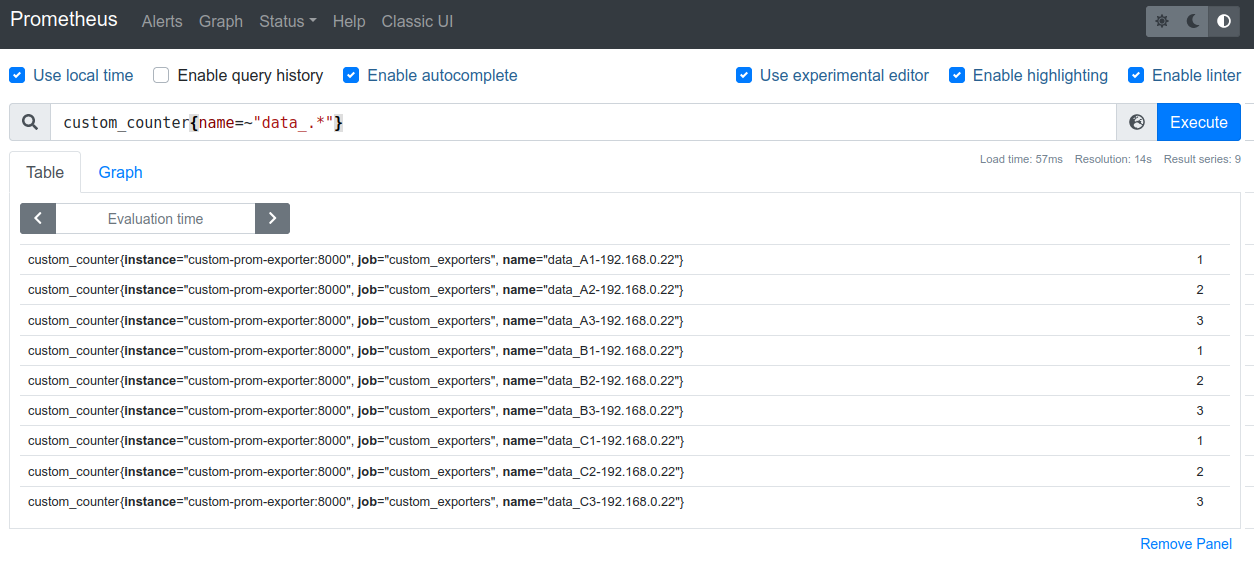 Prometheus Alerts Graph Status Help Classic UI
Use local time Enable query history Enable autocomplete Use experimental editor Enable highlighting Enable linter
custom_counter{name=~"data_.*"} Execute
Load time: 57ms Resolution: 14s Result series: 9
Table Graph
Evaluation time
custom_counter{instance="custom-prom-exporter:8000", job="custom_exporters", name="data_A1-192.168.0.22"} 1
custom_counter{instance="custom-prom-exporter:8000", job="custom_exporters", name="data_A2-192.168.0.22"} 2
custom_counter{instance="custom-prom-exporter:8000", job="custom_exporters", name="data_A3-192.168.0.22"} 3
custom_counter{instance="custom-prom-exporter:8000", job="custom_exporters", name="data_B1-192.168.0.22"} 1
custom_counter{instance="custom-prom-exporter:8000", job="custom_exporters", name="data_B2-192.168.0.22"} 2
custom_counter{instance="custom-prom-exporter:8000", job="custom_exporters", name="data_B3-192.168.0.22"} 3
custom_counter{instance="custom-prom-exporter:8000", job="custom_exporters", name="data_C1-192.168.0.22"} 1
custom_counter{instance="custom-prom-exporter:8000", job="custom_exporters", name="data_C2-192.168.0.22"} 2
custom_counter{instance="custom-prom-exporter:8000", job="custom_exporters", name="data_C3-192.168.0.22"} 3
Remove Panel